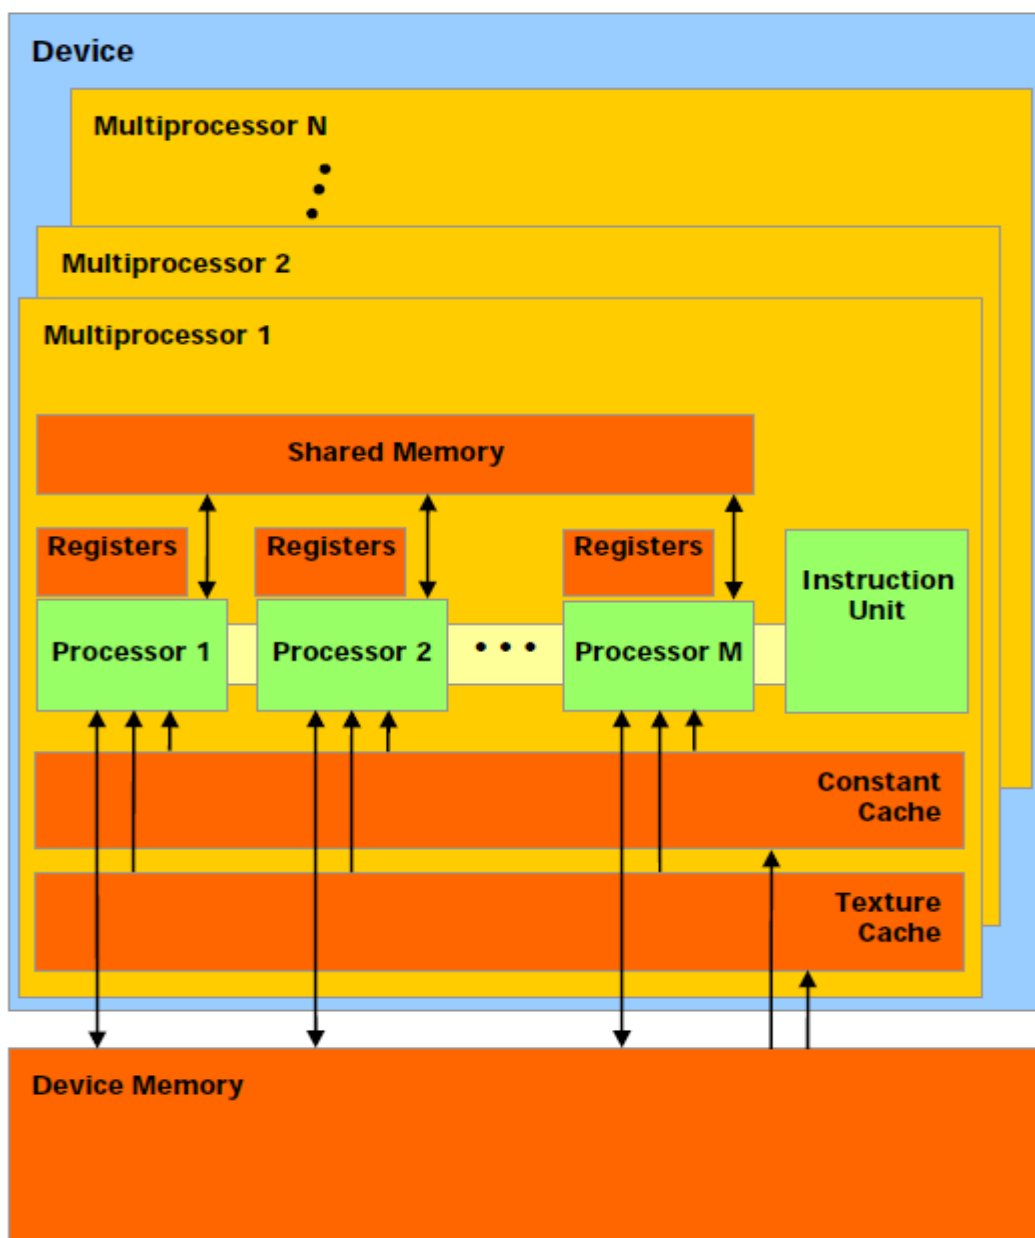 Device
Multiprocessor N
Multiprocessor 2
Multiprocessor 1
Shared Memory
Registers
Registers
Registers
Instruction
Unit
Processor 1
Processor 2
• • •
Processor M
Constant
Cache
Texture
Cache
Device Memory